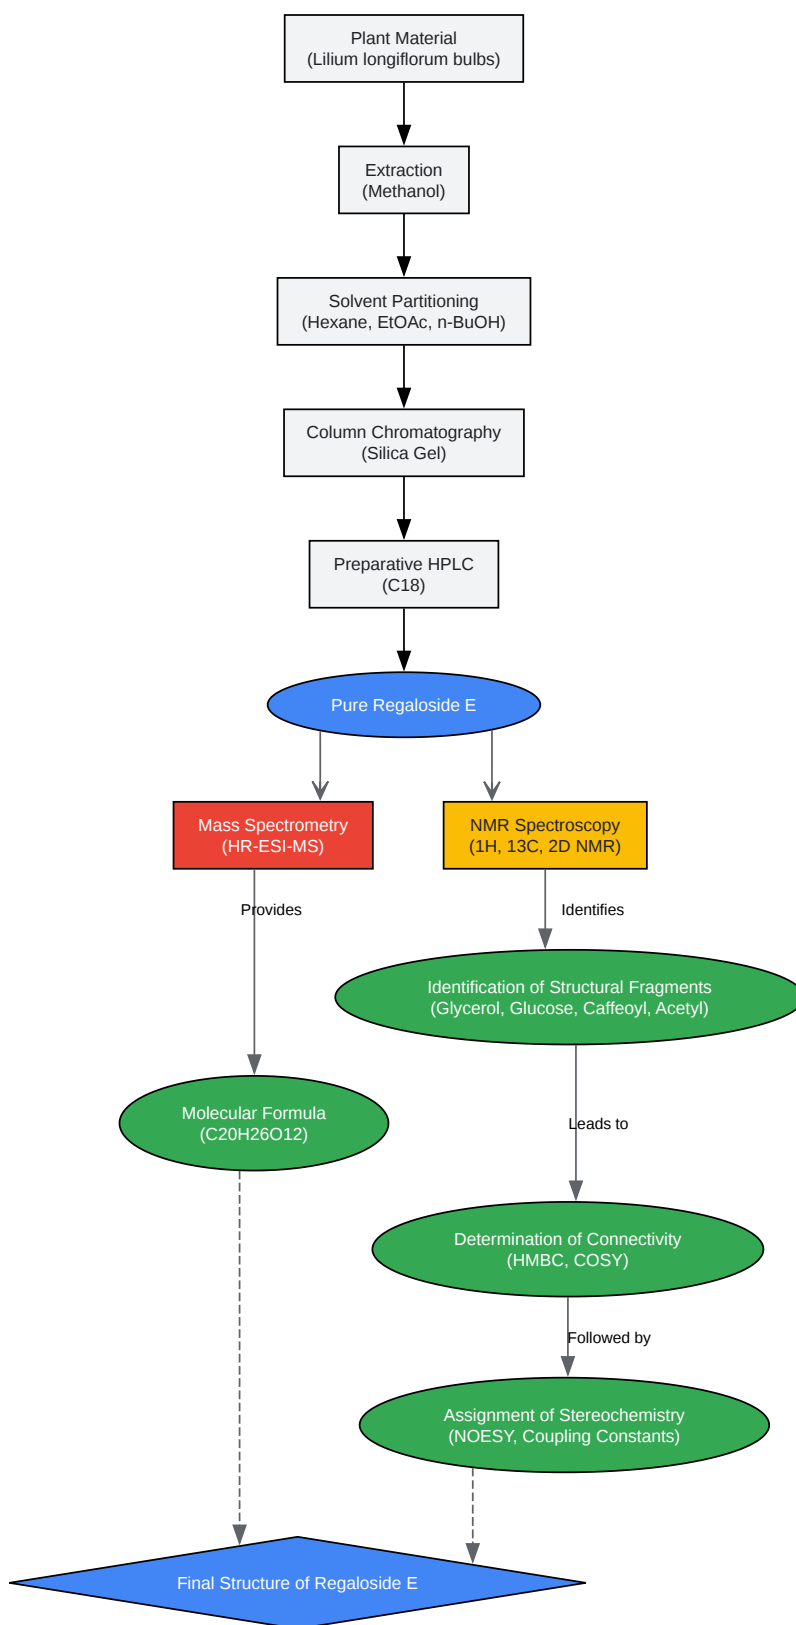 Plant Material
(Lilium longiflorum bulbs)
Extraction
(Methanol)
Solvent Partitioning
(Hexane, EtOAc, n-BuOH)
Column Chromatography
(Silica Gel)
Preparative HPLC
(C18)
Pure Regaloside E
Mass Spectrometry
(HR-ESI-MS)
NMR Spectroscopy
(1H, 13C, 2D NMR)
Provides
Identifies
Identification of Structural Fragments
(Glycerol, Glucose, Caffeoyl, Acetyl)
Molecular Formula
(C20H26O12)
Leads to
Determination of Connectivity
(HMBC, COSY)
Followed by
Assignment of Stereochemistry
(NOESY, Coupling Constants)
Final Structure of Regaloside E